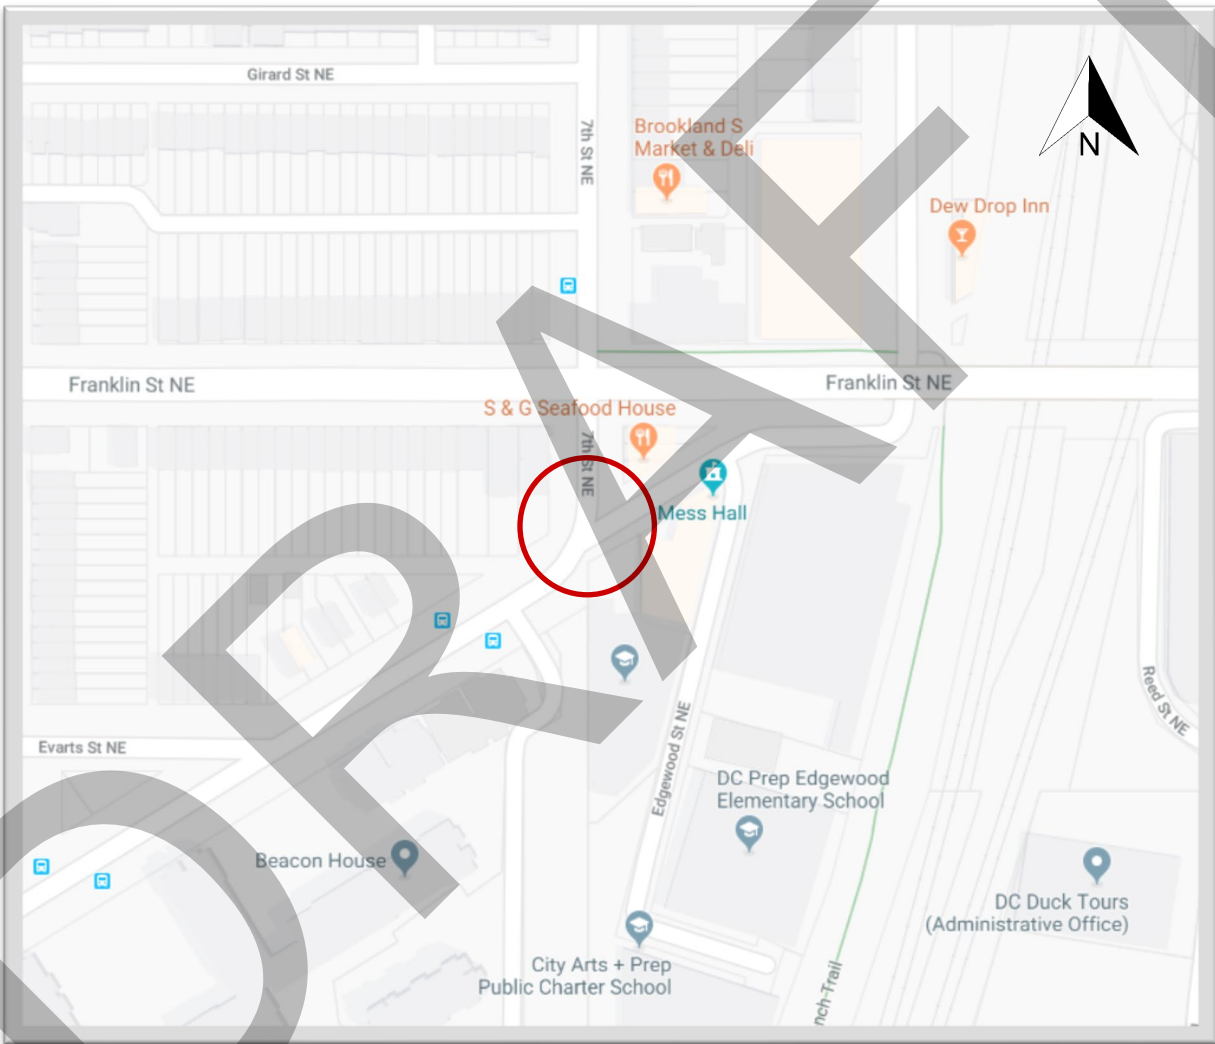 Girard St NE
7th St NE
Brookland S
Market & Deli
N
Dew Drop Inn
Franklin St NE
Franklin St NE
S & G Seafood House
7th St NE
Mess Hall
Evarts St NE
Edgewood St NE
Reed St NE
DC Prep Edgewood
Elementary School
Beacon House
DC Duck Tours
(Administrative Office)
City Arts + Prep
Public Charter School
nch-Trail
DRAFT